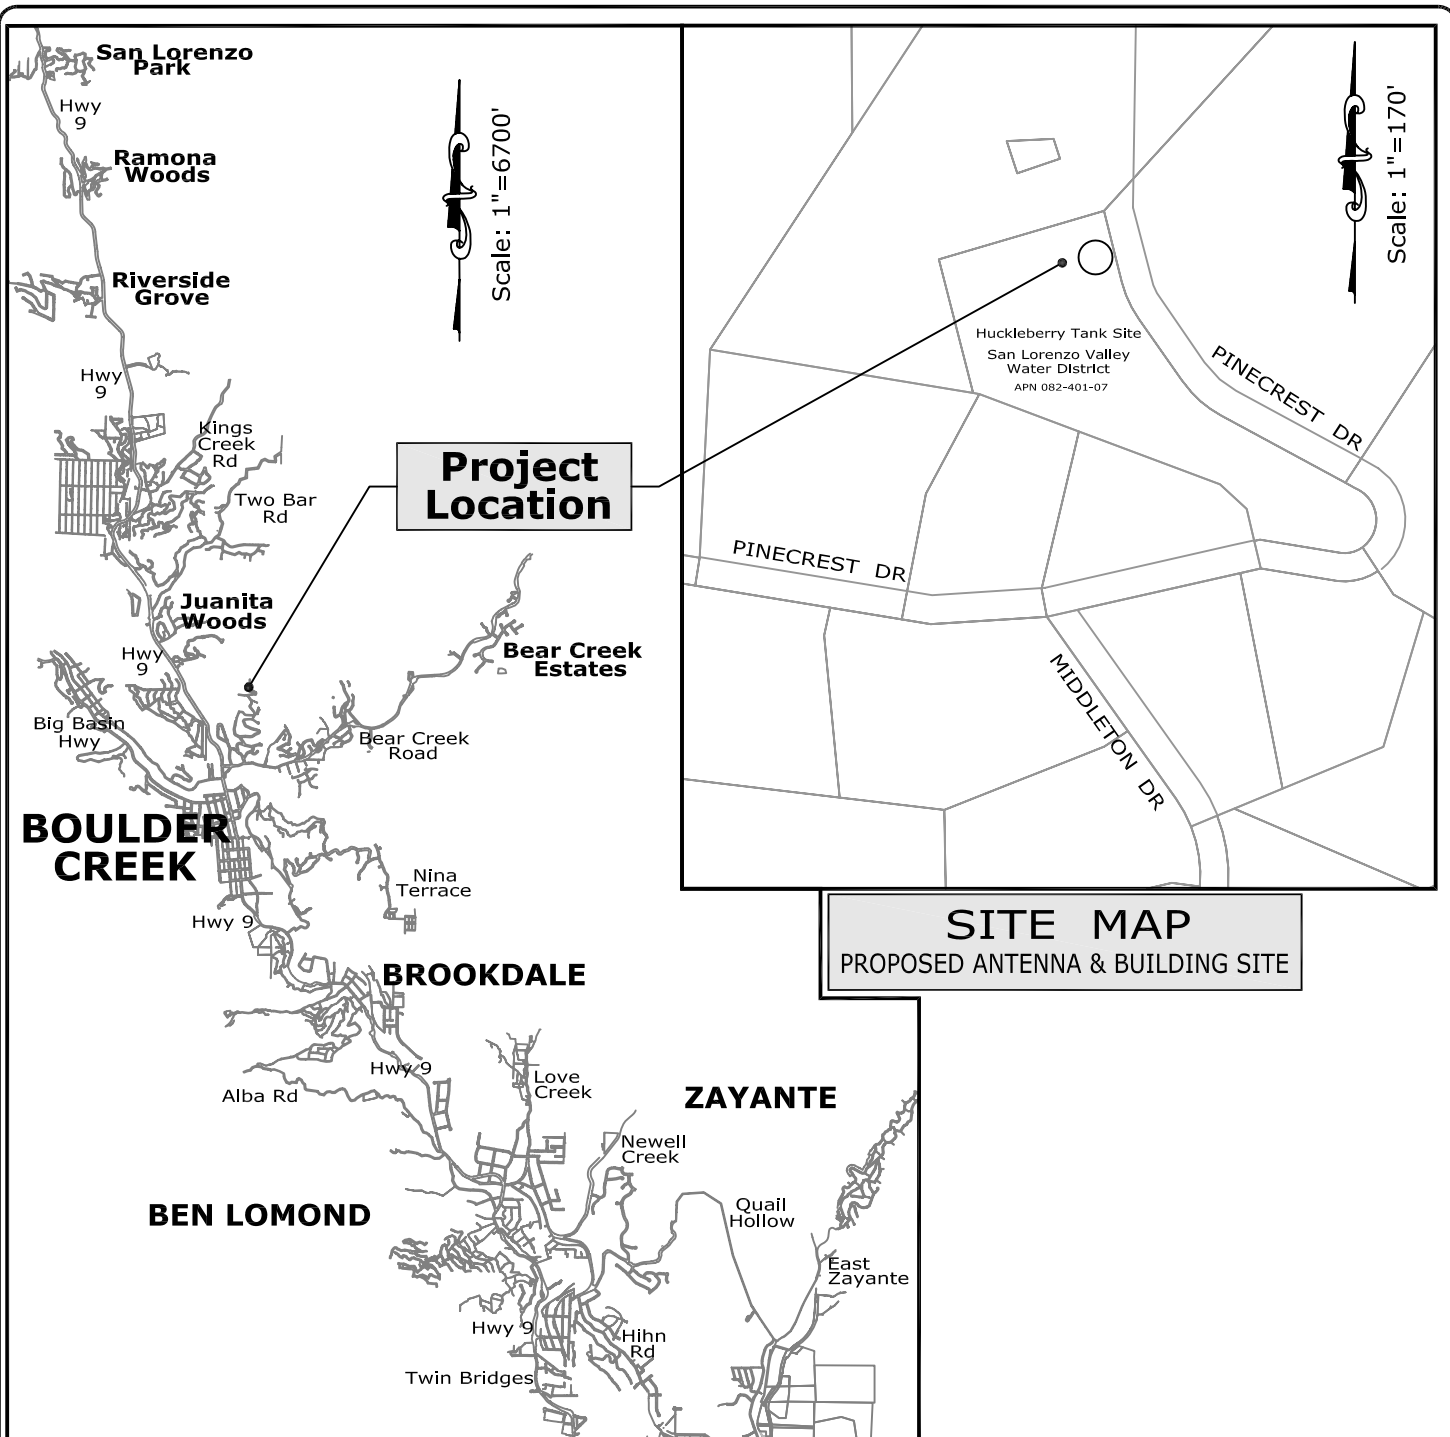 San Lorenzo
Park
Hwy
9
Ramona
Woods
Scale: 1"=6700'
Riverside
Grove
Hwy
9
Kings
Creek
Rd
Two Bar
Rd
Project
Location
Juanita
Woods
Hwy
9
Bear Creek
Estates
Big Basin
Hwy
Bear Creek
Road
BOULDER
CREEK
Nina
Terrace
Hwy 9
BROOKDALE
Hwy 9
Alba Rd
Love
Creek
ZAYANTE
Newell
Creek
BEN LOMOND
Quail
Hollow
East
Zayante
Hwy 9
Hihn
Rd
Twin Bridges
Scale: 1"=170'
Huckleberry Tank Site
San Lorenzo Valley
Water District
APN 082-401-07
PINECREST DR
PINECREST DR
MIDDLETON DR
SITE MAP
PROPOSED ANTENNA & BUILDING SITE